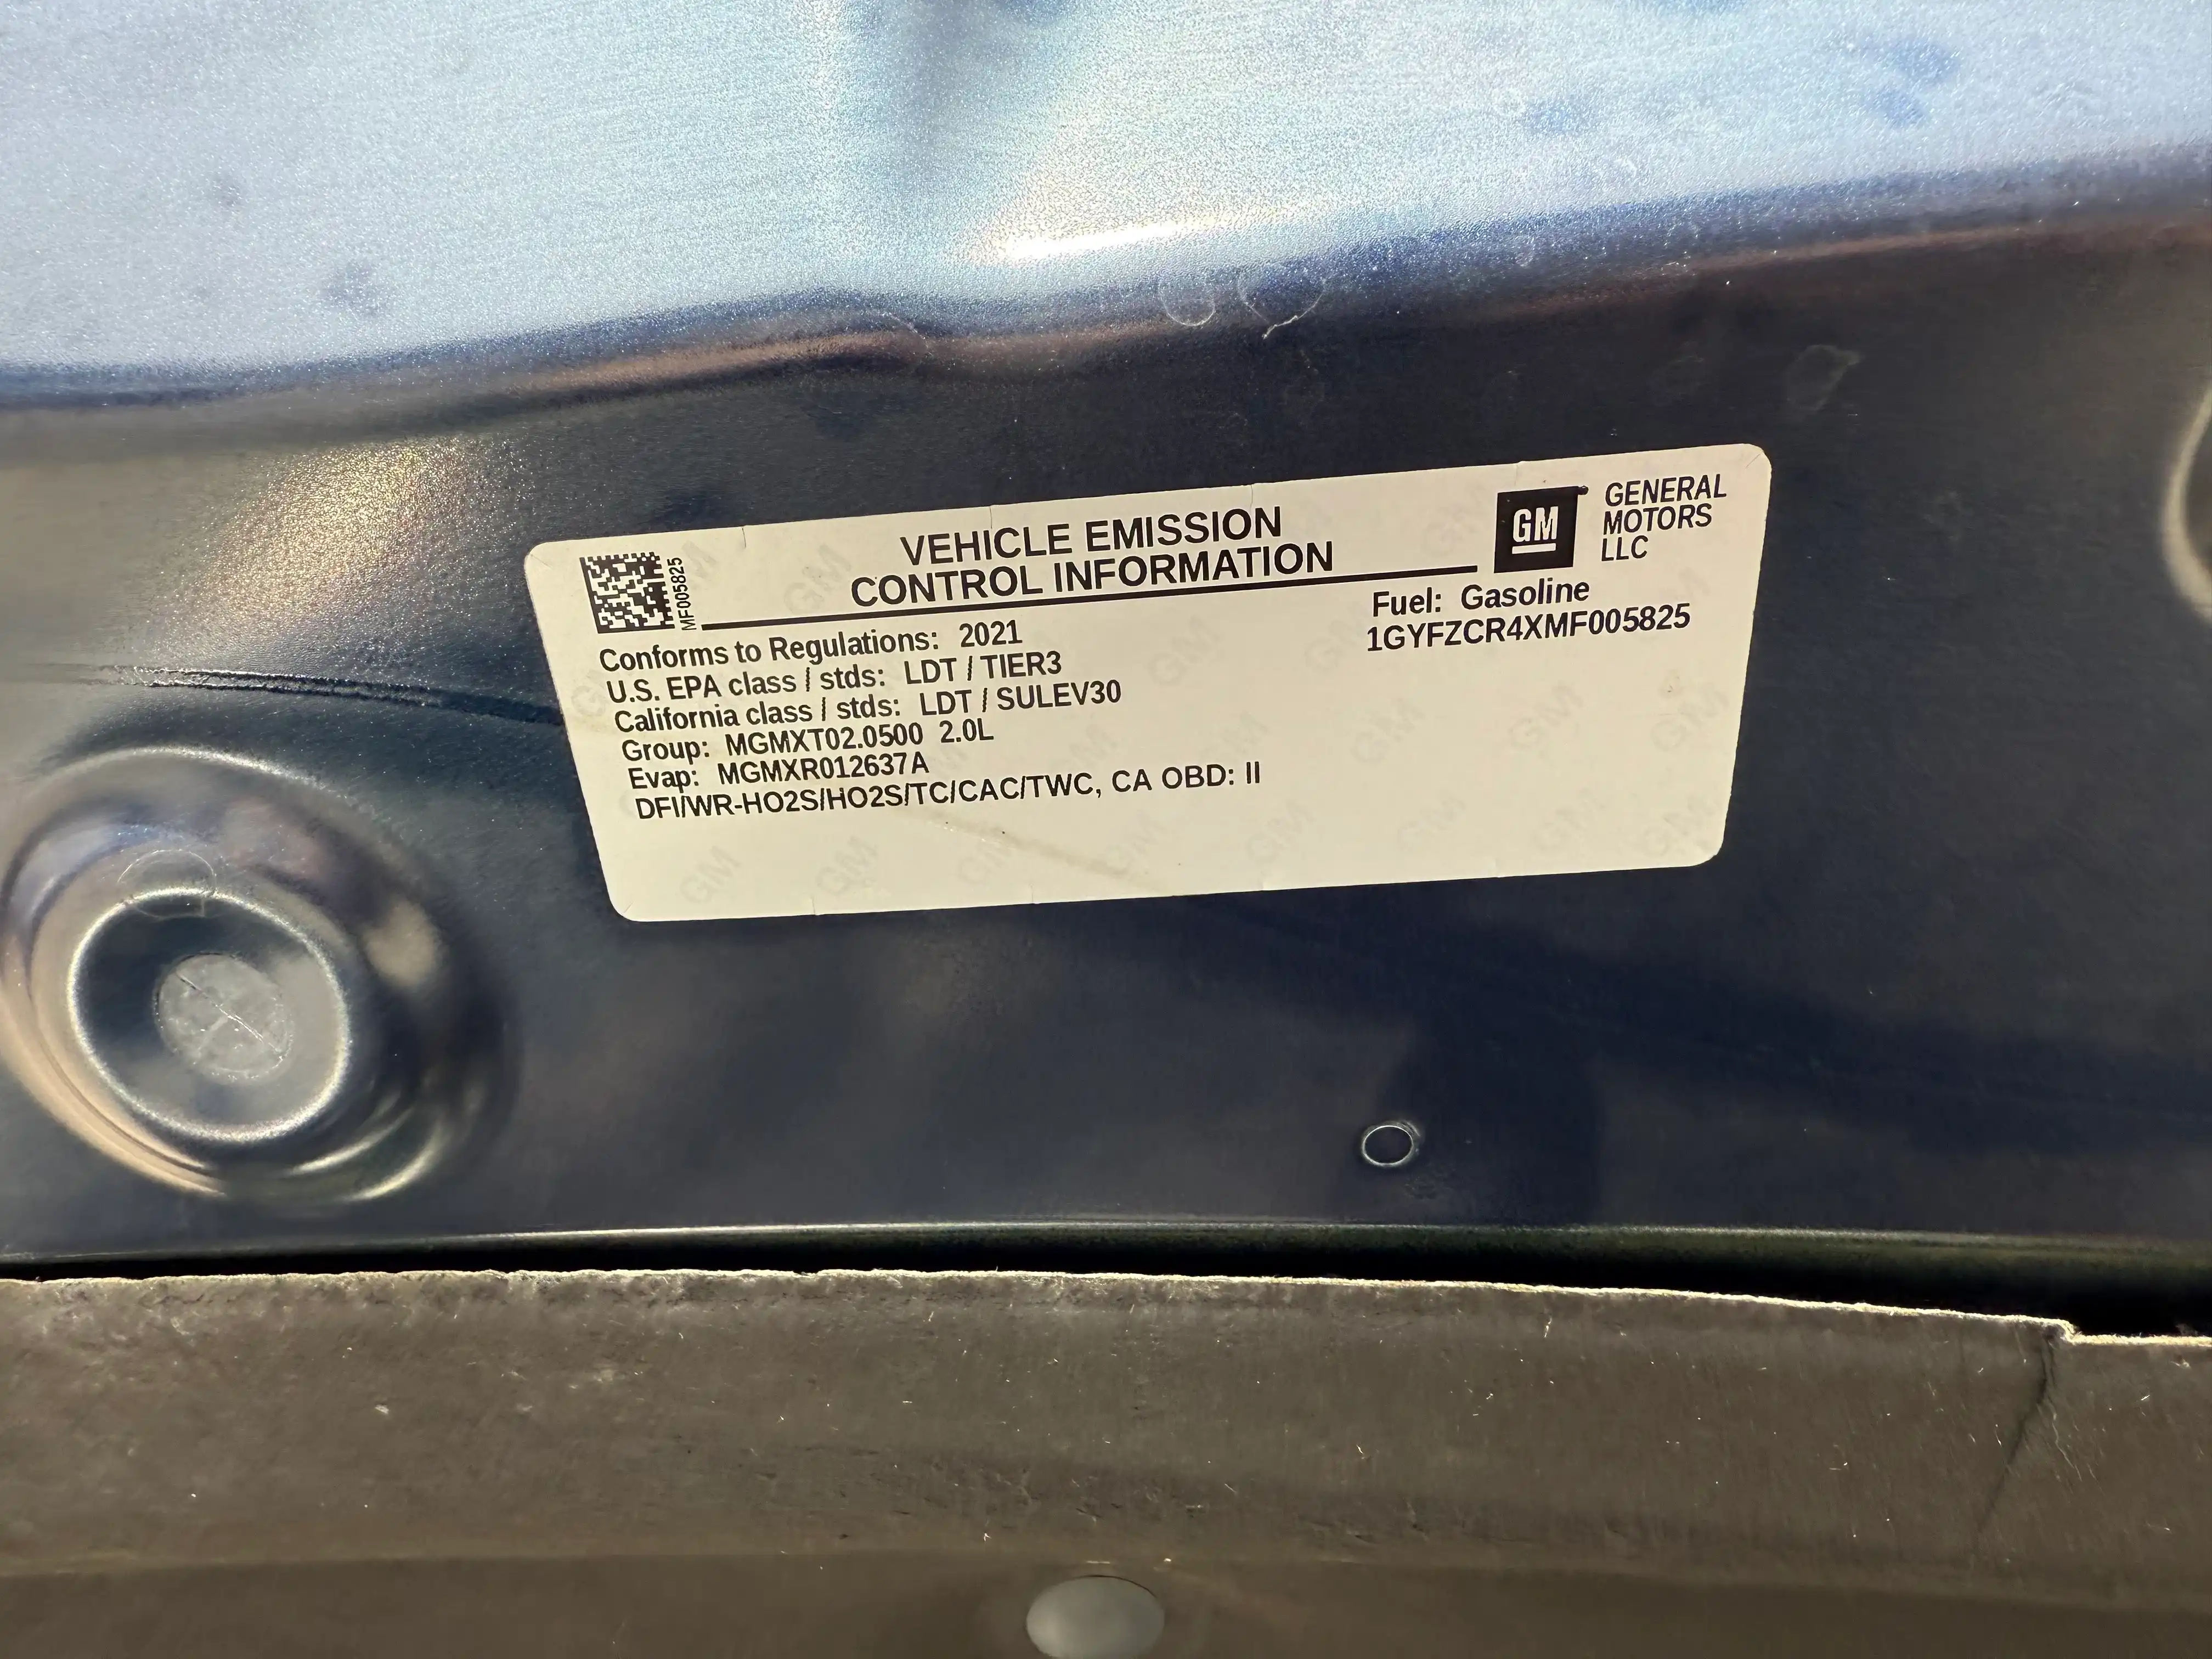 VEHICLE EMISSION
CONTROL INFORMATION
GM
GENERAL
MOTORS
LLC
MF005825
Fuel: Gasoline
1GYFZCR4XMF005825
Conforms to Regulations: 2021
U.S. EPA class / stds: LDT / TIER3
California class / stds: LDT / SULEV30
Group: MGMXT02.0500 2.0L
Evap: MGMXR012637A
DFI/WR-HO2S/HO2S/TC/CAC/TWC, CA OBD: II